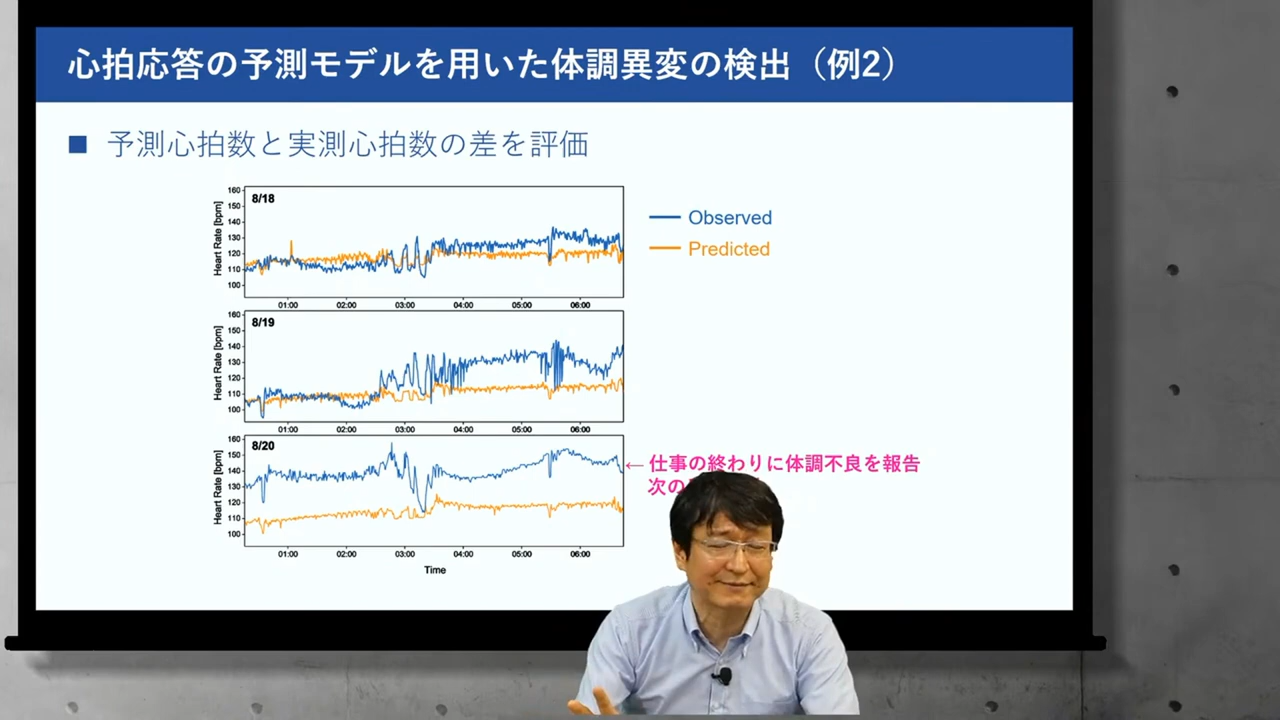 心拍応答の予測モデルを用いた体調異変の検出（例2）
■ 予測心拍数と実測心拍数の差を評価
Observed
Predicted
8/18
Heart Rate [bpm]
160
150
140
130
120
110
100
01:00 02:00 03:00 04:00 05:00 06:00
8/19
Heart Rate [bpm]
160
150
140
130
120
110
100
01:00 02:00 03:00 04:00 05:00 06:00
8/20
Heart Rate [bpm]
160
150
140
130
120
110
100
01:00 02:00 03:00 04:00 05:00 06:00
Time
← 仕事の終わりに体調不良を報告
次の